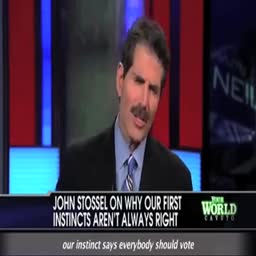 NEIL
JOHN STOSSEL ON WHY OUR FIRST
INSTINCTS AREN'T ALWAYS RIGHT
YOUR
WORLD
CAVUTO
our instinct says everybody should vote